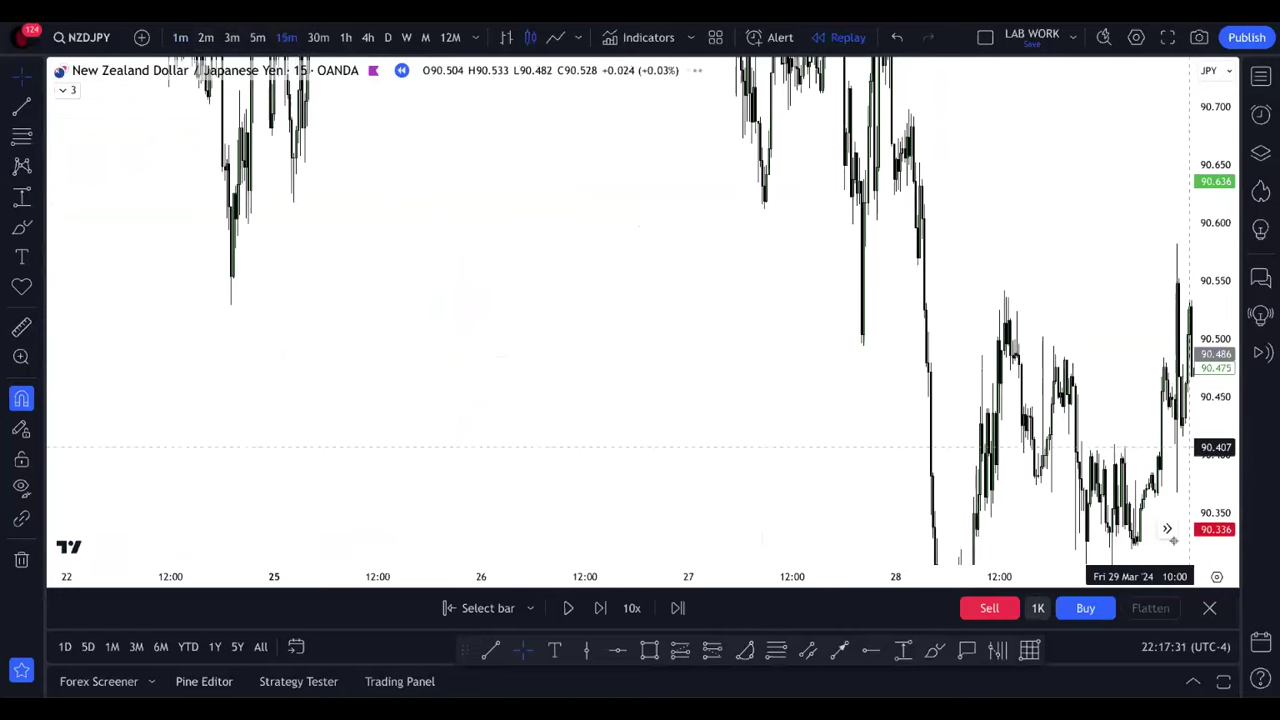 124
NZDJPY
1m 2m 3m 5m 15m 30m 1h 4h D W M 12M
Indicators
Alert
Replay
LAB WORK
Save
Publish
New Zealand Dollar / Japanese Yen · 15 · OANDA
O90.504 H90.533 L90.482 C90.528 +0.024 (+0.03%)
JPY
3
90.700
90.650
90.636
90.600
90.550
90.500
90.486
90.475
90.450
90.407
90.350
90.336
22 12:00 25 12:00 26 12:00 27 12:00 28 12:00 Fri 29 Mar '24 10:00
Select bar 10x Sell 1K Buy Flatten
1D 5D 1M 3M 6M YTD 1Y 5Y All
22:17:31 (UTC-4)
Forex Screener Pine Editor Strategy Tester Trading Panel